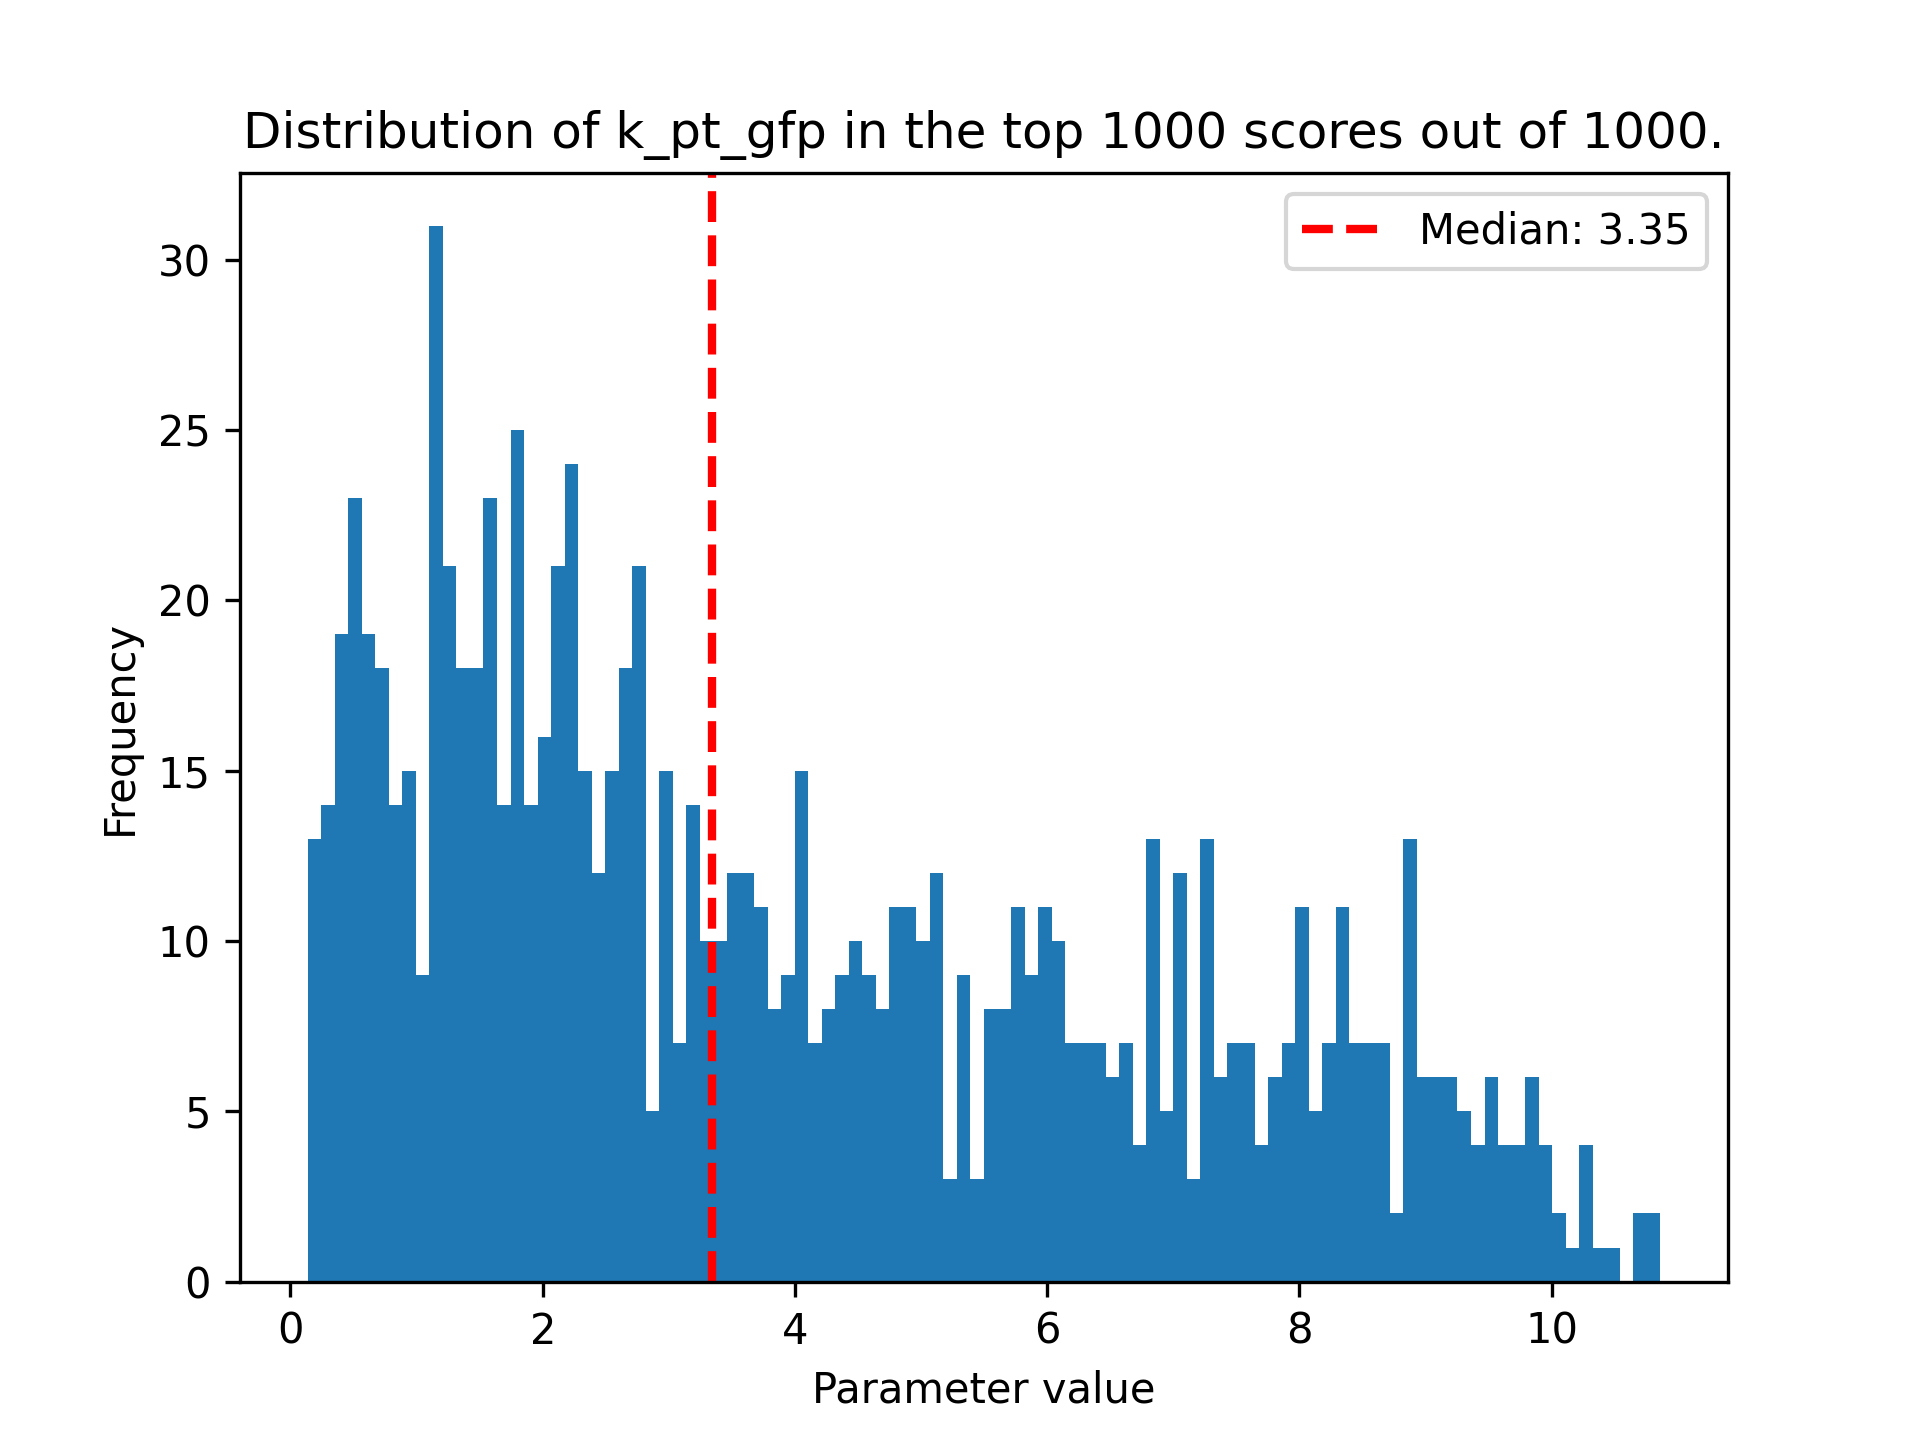 Distribution of k_pt_gfp in the top 1000 scores out of 1000.
Median: 3.35
30
25
20
15
10
5
0
Frequency
0 2 4 6 8 10
Parameter value